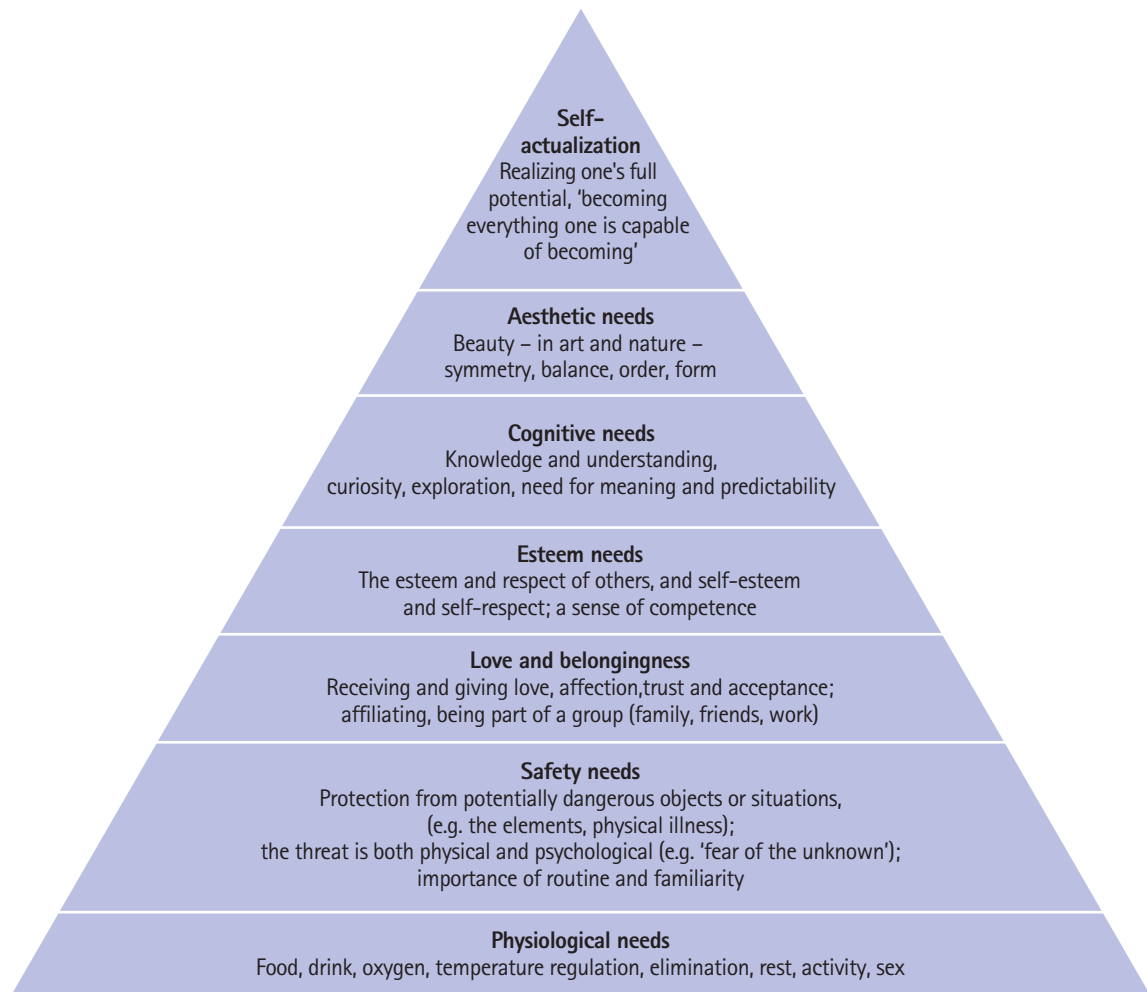 Self-
actualization
Realizing one's full
potential, ‘becoming
everything one is capable
of becoming’
Aesthetic needs
Beauty – in art and nature –
symmetry, balance, order, form
Cognitive needs
Knowledge and understanding,
curiosity, exploration, need for meaning and predictability
Esteem needs
The esteem and respect of others, and self-esteem
and self-respect; a sense of competence
Love and belongingness
Receiving and giving love, affection,trust and acceptance;
affiliating, being part of a group (family, friends, work)
Safety needs
Protection from potentially dangerous objects or situations,
(e.g. the elements, physical illness);
the threat is both physical and psychological (e.g. ‘fear of the unknown’);
importance of routine and familiarity
Physiological needs
Food, drink, oxygen, temperature regulation, elimination, rest, activity, sex